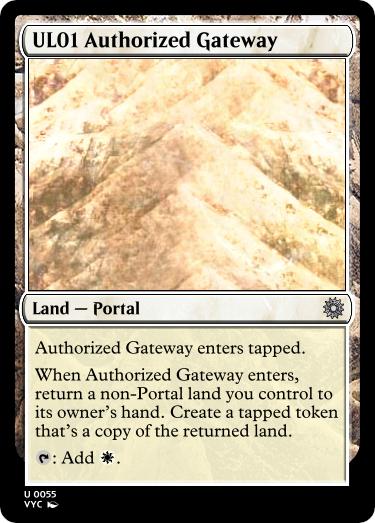 UL01 Authorized Gateway
Land — Portal
Authorized Gateway enters tapped.
When Authorized Gateway enters,
return a non-Portal land you control to
its owner's hand. Create a tapped token
that's a copy of the returned land.
: Add .
U 0055
VYC